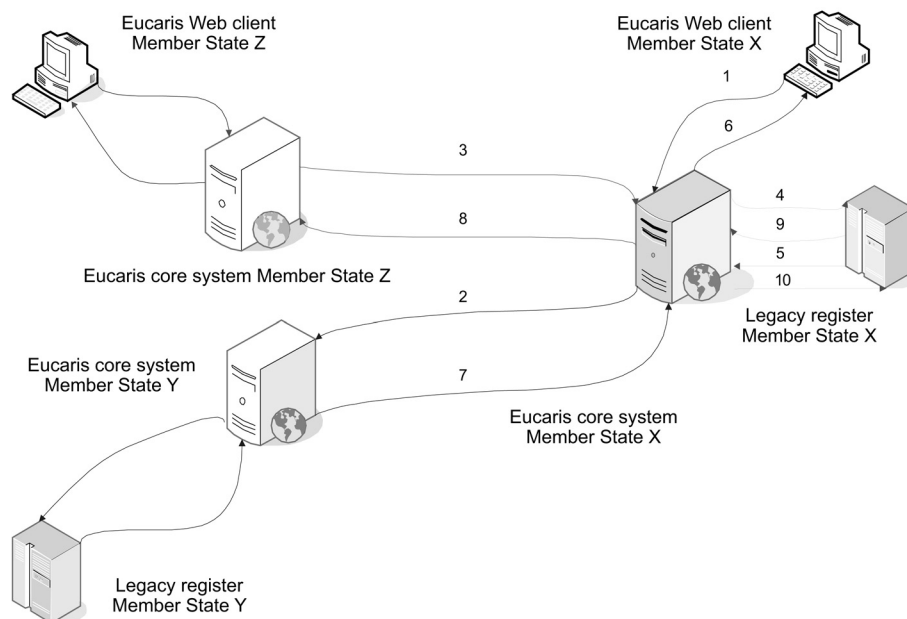 Eucaris Web client
Member State Z
Eucaris Web client
Member State X
1
6
3
4
9
8
5
10
Eucaris core system Member State Z
2
Legacy register
Member State X
Eucaris core system
Member State Y
7
Eucaris core system
Member State X
Legacy register
Member State Y